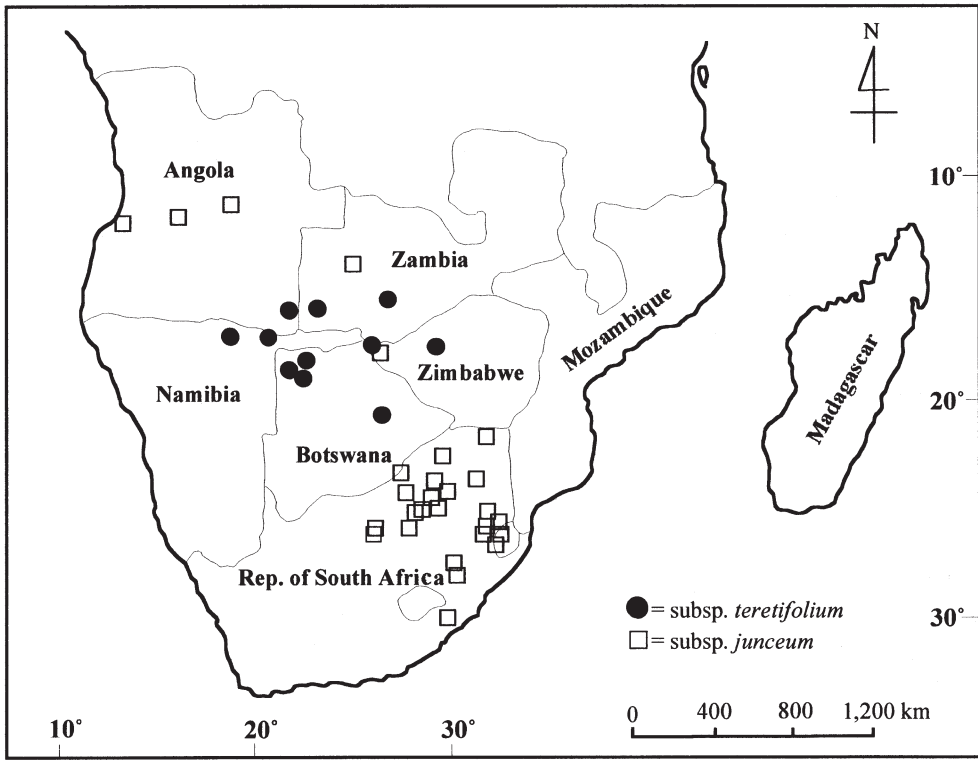 N
Angola
10°
Zambia
Mozambique
Zimbabwe
Namibia
Madagascar
20°
Botswana
Rep. of South Africa
● = subsp. teretifolium
30°
□ = subsp. junceum
10°
20°
30°
0
400
800
1,200 km